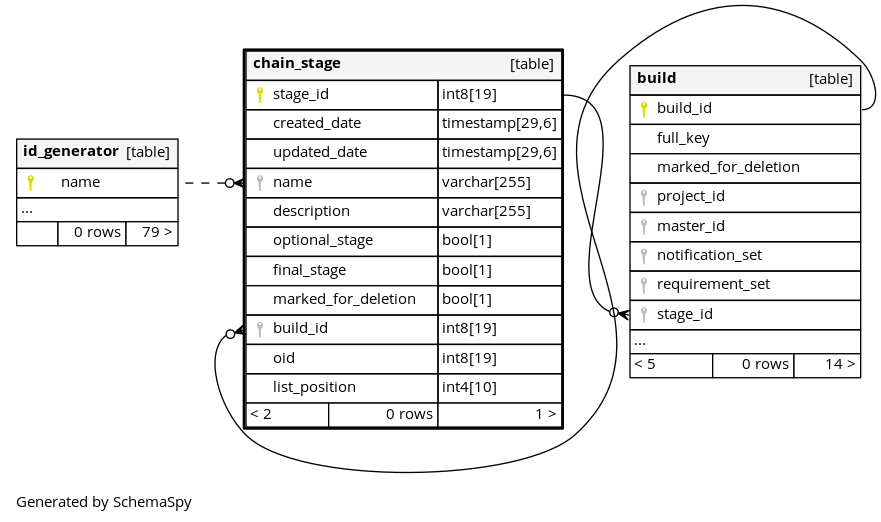 id_generator [table]
name
...
0 rows 79 >
chain_stage [table]
stage_id int8[19]
created_date timestamp[29,6]
updated_date timestamp[29,6]
name varchar[255]
description varchar[255]
optional_stage bool[1]
final_stage bool[1]
marked_for_deletion bool[1]
build_id int8[19]
oid int8[19]
list_position int4[10]
< 2 0 rows 1 >
build [table]
build_id
full_key
marked_for_deletion
project_id
master_id
notification_set
requirement_set
stage_id
...
< 5 0 rows 14 >
Generated by SchemaSpy